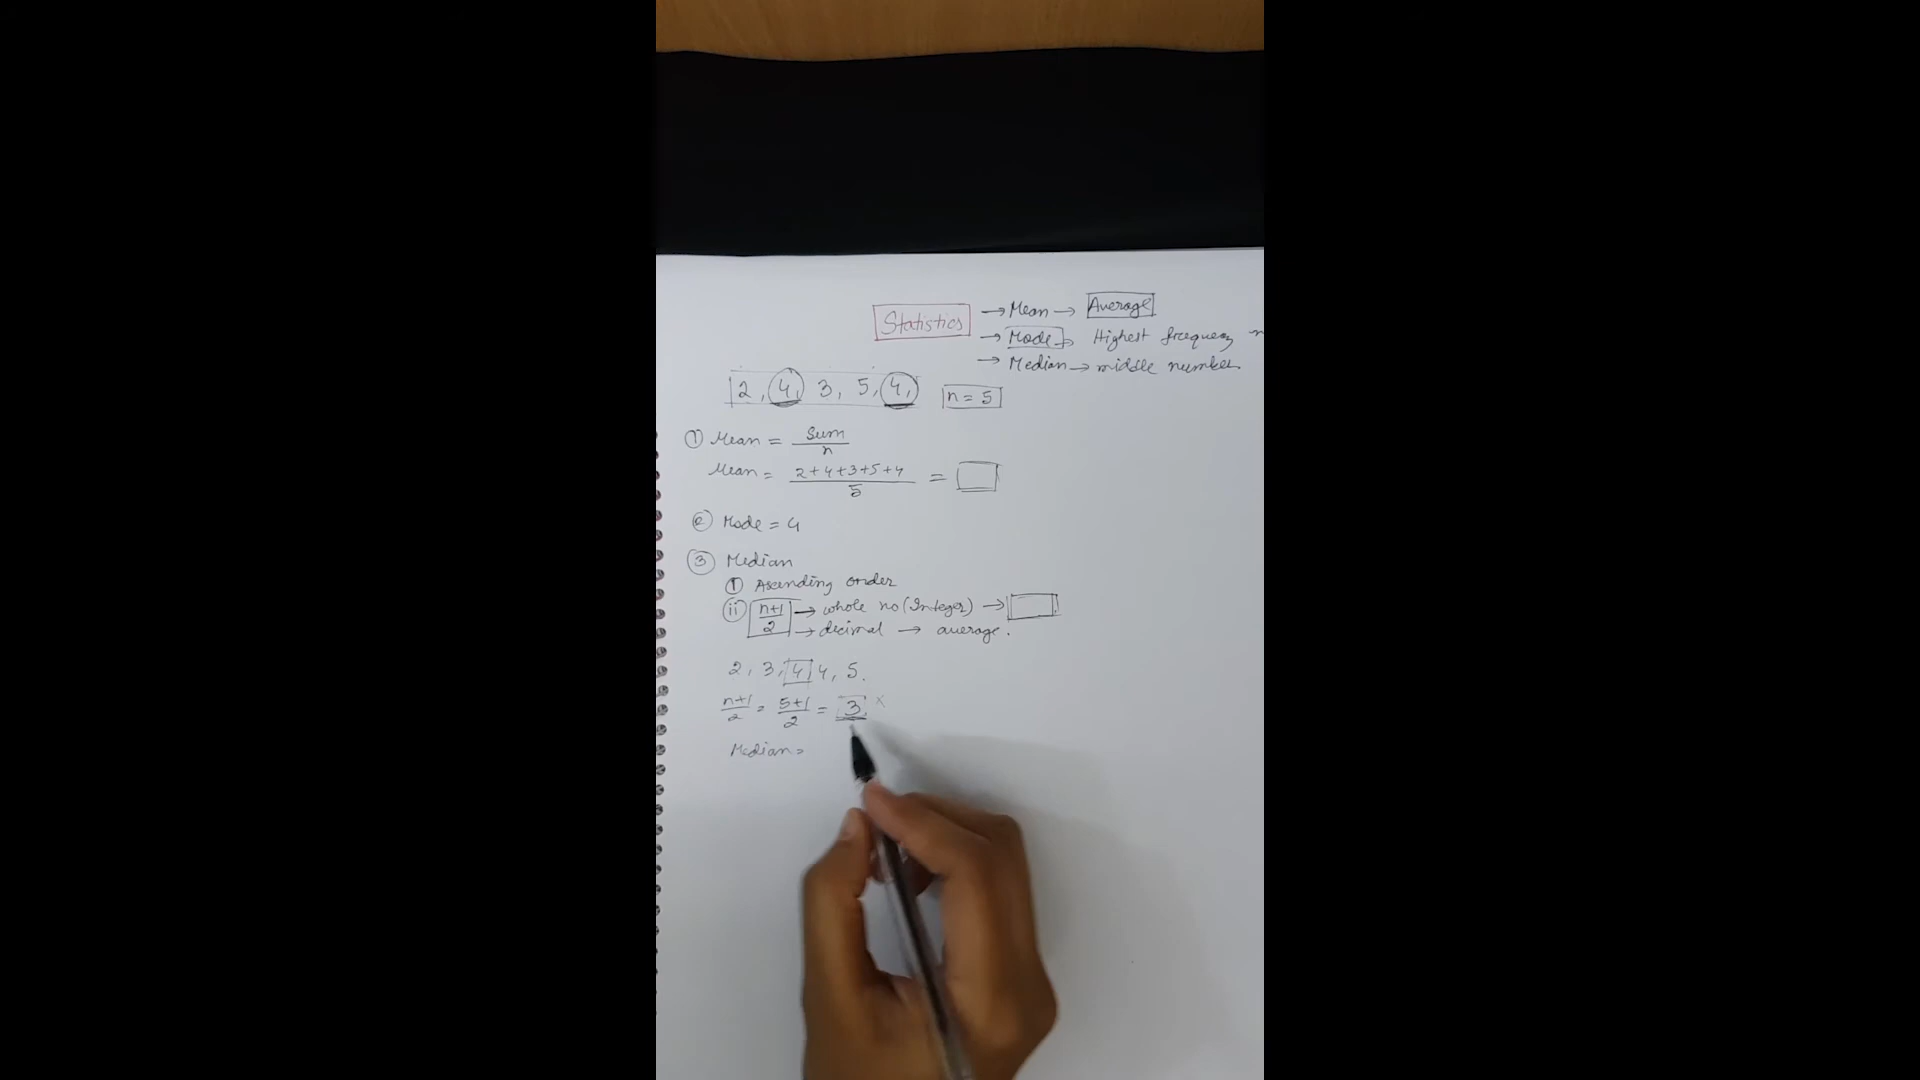 Statistics → Mean → Average
→ Mode → Highest frequency
→ Median → middle number
2, 4, 3, 5, 4, n = 5
① Mean = Sum / n
Mean = 2+4+3+5+4 / 5 =
② Mode = 4
③ Median
① Ascending order
ii n+1 / 2 → whole no (Integer) →
→ decimal → average.
2, 3, 4 4, 5.
n+1 / 2 = 5+1 / 2 = 3 x
Median =